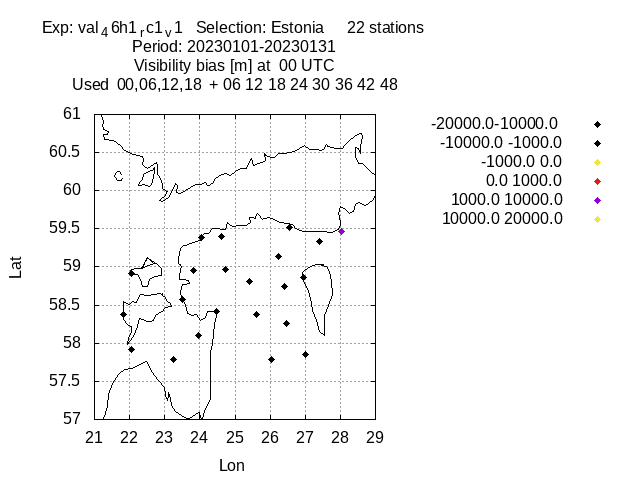 Exp: val4 6h1r c1v 1   Selection: Estonia     22 stations
Period: 20230101-20230131
Visibility bias [m] at  00 UTC
Used  00,06,12,18  + 06 12 18 24 30 36 42 48
-20000.0-10000.0
-10000.0 -1000.0
-1000.0 0.0
0.0 1000.0
1000.0 10000.0
10000.0 20000.0
61
60.5
60
59.5
59
58.5
58
57.5
57
Lat
21 22 23 24 25 26 27 28 29
Lon